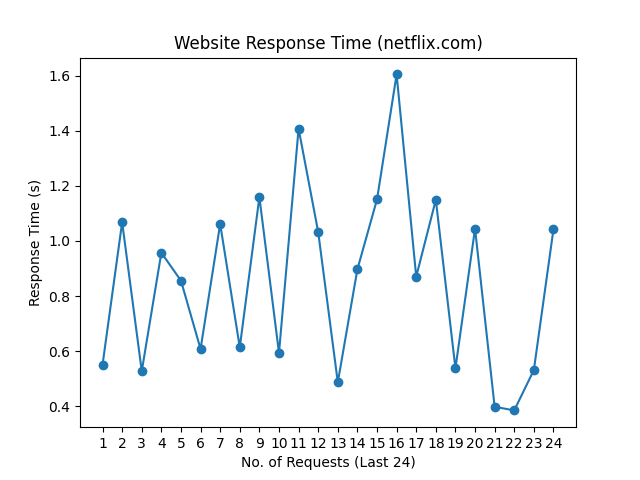 Website Response Time (netflix.com)
Response Time (s)
1.6
1.4
1.2
1.0
0.8
0.6
0.4
1 2 3 4 5 6 7 8 9 10 11 12 13 14 15 16 17 18 19 20 21 22 23 24
No. of Requests (Last 24)